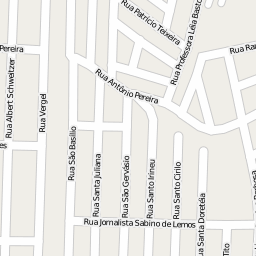 Rua Patrício Teixeira
Rua Professora Léia Basto
Rua Ra
Pereira
Rua Antônio Pereira
Rua Albert Schweitzer
Rua Vergel
Rua São Basílio
Rua Santa Juliana
Rua São Gervásio
Rua Santo Irineu
Rua Santo Cirilo
Rua Santa Doretéia
Rua Jornalista Sabino de Lemos
Tito